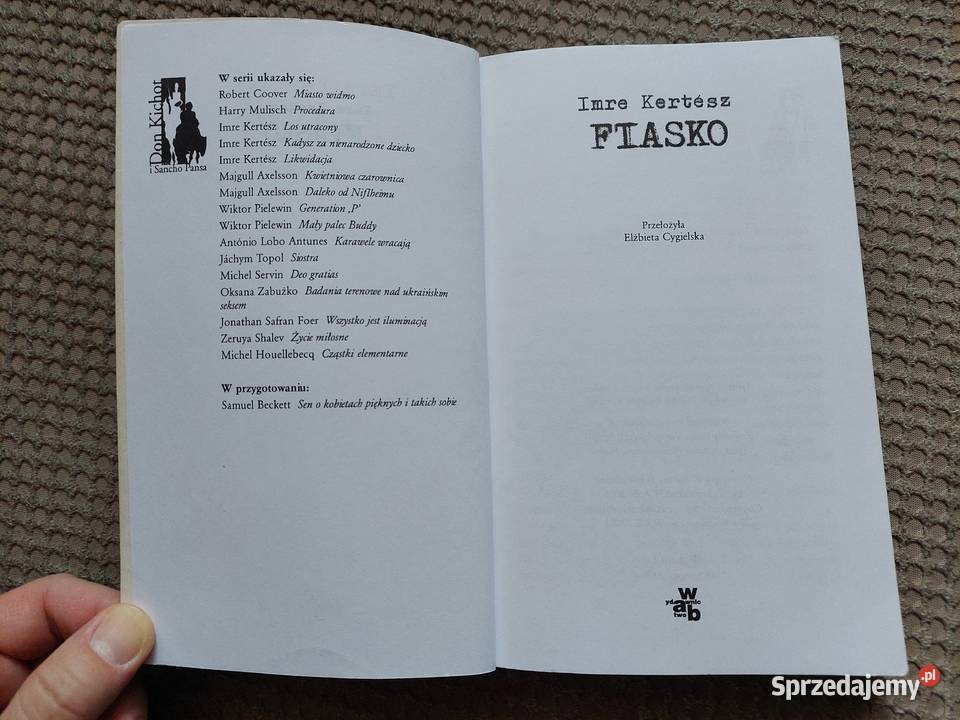 Don Kichot
i Sancho Pansa
W serii ukazały się:
Robert Coover Miasto widmo
Harry Mulisch Procedura
Imre Kertész Los utracony
Imre Kertész Kadysz za nienarodzone dziecko
Imre Kertész Likwidacja
Majgull Axelsson Kwietniowa czarownica
Majgull Axelsson Daleko od Niflheimu
Wiktor Pielewin Generation ‚P’
Wiktor Pielewin Mały palec Buddy
António Lobo Antunes Karawele wracają
Jáchym Topol Siostra
Michel Servin Deo gratias
Oksana Zabużko Badania terenowe nad ukraińskim
seksem
Jonathan Safran Foer Wszystko jest iluminacją
Zeruya Shalev Życie miłosne
Michel Houellebecq Cząstki elementarne
W przygotowaniu:
Samuel Beckett Sen o kobietach pięknych i takich sobie
Imre Kertész
FIASKO
Przełożyła
Elżbieta Cygielska
w
ydawnic
a
two
b
Sprzedajemy.pl